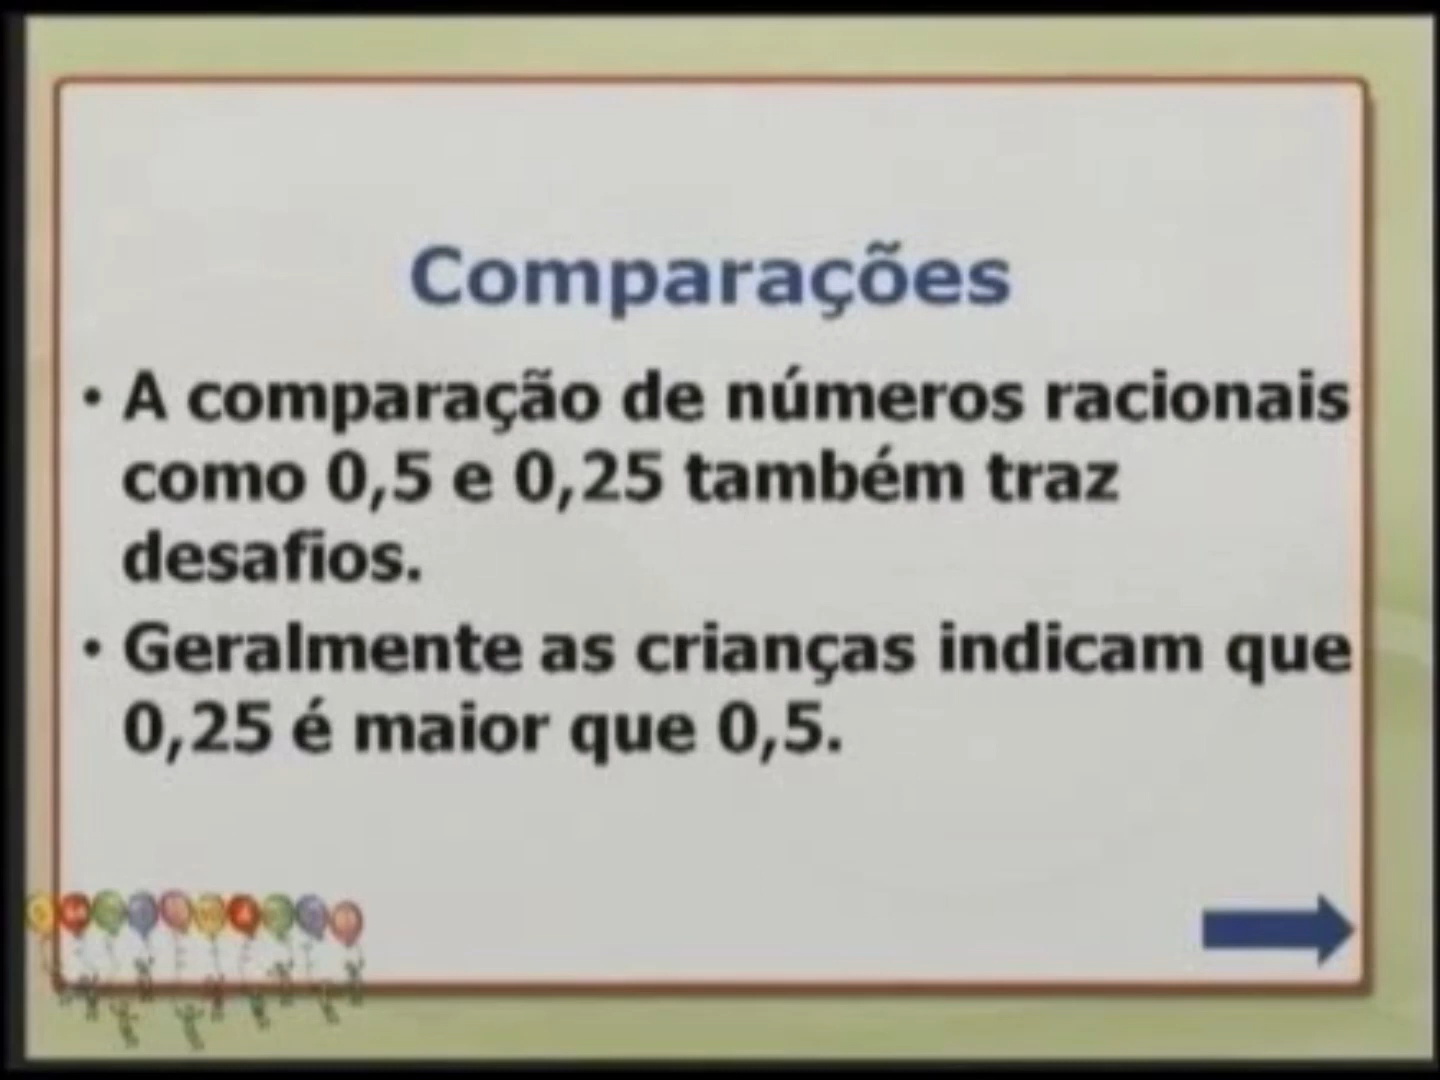 Comparações
• A comparação de números racionais
como 0,5 e 0,25 também traz
desafios.
• Geralmente as crianças indicam que
0,25 é maior que 0,5.